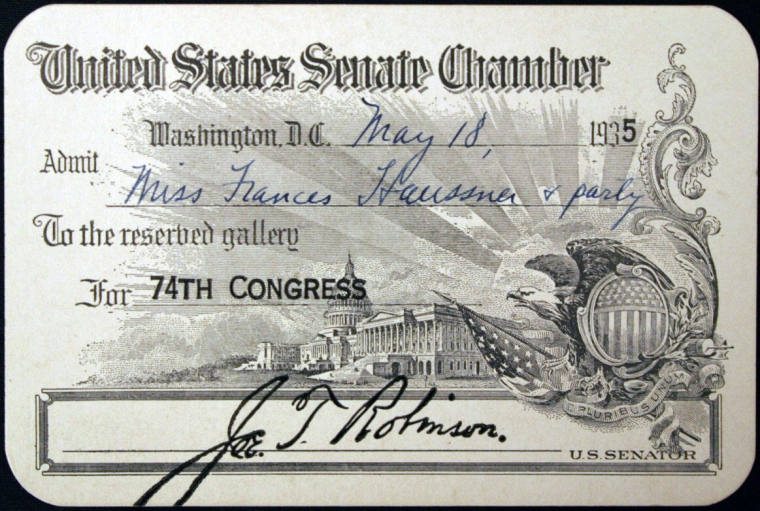 United States Senate Chamber
Washington, D.C. May 18, 1935
Admit
Miss Frances Haussner & party
To the reserved gallery
For 74TH CONGRESS
E PLURIBUS UNUM
Joe. T. Robinson.
U.S. SENATOR